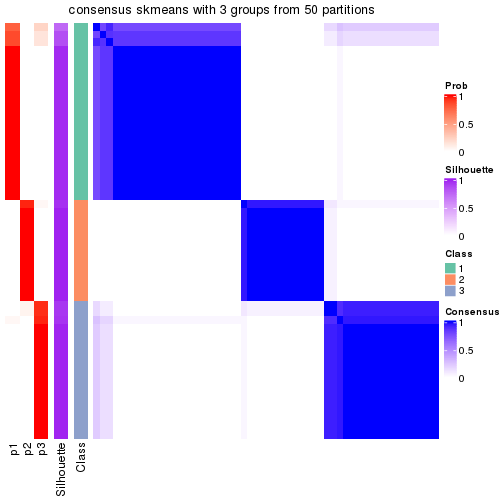 consensus skmeans with 3 groups from 50 partitions
Prob
1
0.5
0
Silhouette
1
0.5
0
Class
1
2
3
Consensus
1
0.5
0
p1
p2
p3
Silhouette
Class